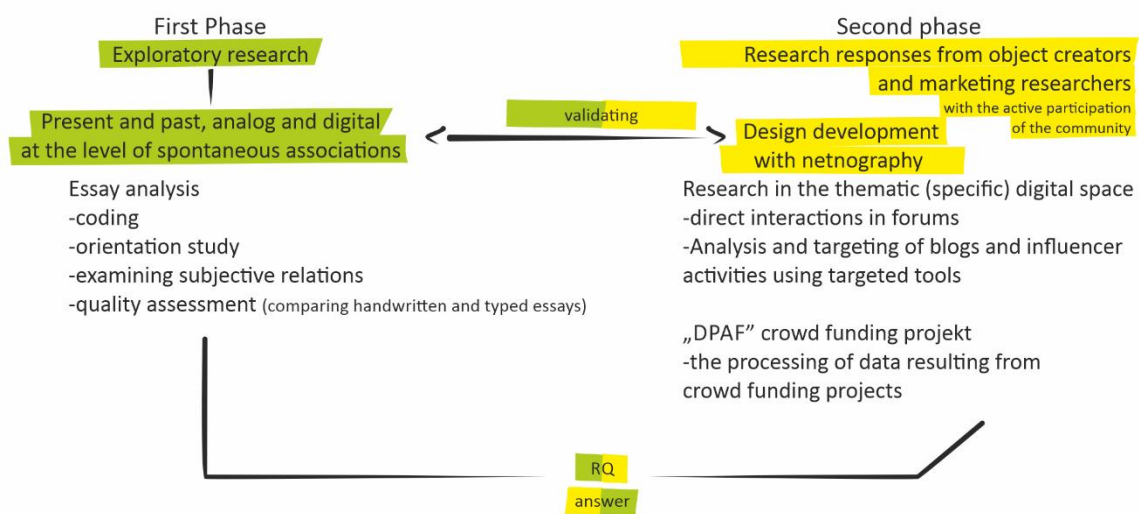 First Phase
Exploratory research
Present and past, analog and digital
at the level of spontaneous associations
Essay analysis
-coding
-orientation study
-examining subjective relations
-quality assessment (comparing handwritten and typed essays)
validating
Second phase
Research responses from object creators
and marketing researchers
with the active participation
of the community
Design development
with netnography
Research in the thematic (specific) digital space
-direct interactions in forums
-Analysis and targeting of blogs and influencer
activities using targeted tools
„DPAF” crowd funding projekt
-the processing of data resulting from
crowd funding projects
RQ
answer